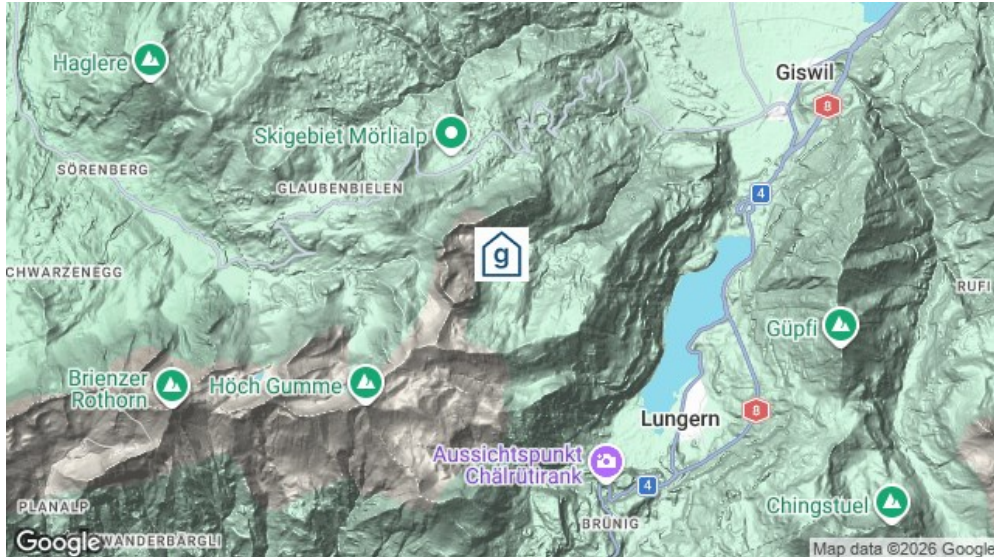 Haglere
Giswil
8
Skigebiet Mörlialp
SÖRENBERG
GLAUBENBIELEN
4
g
CHWARZENEGG
RUFI
Güpfi
Brienzer
Rothorn
Höch Gumme
Lungern
8
Aussichtspunkt
Chälrütirank
4
PLANALP
Chingstuel
BRÜNIG
Google
WANDERBÄRGLI
Map data ©2026 Google